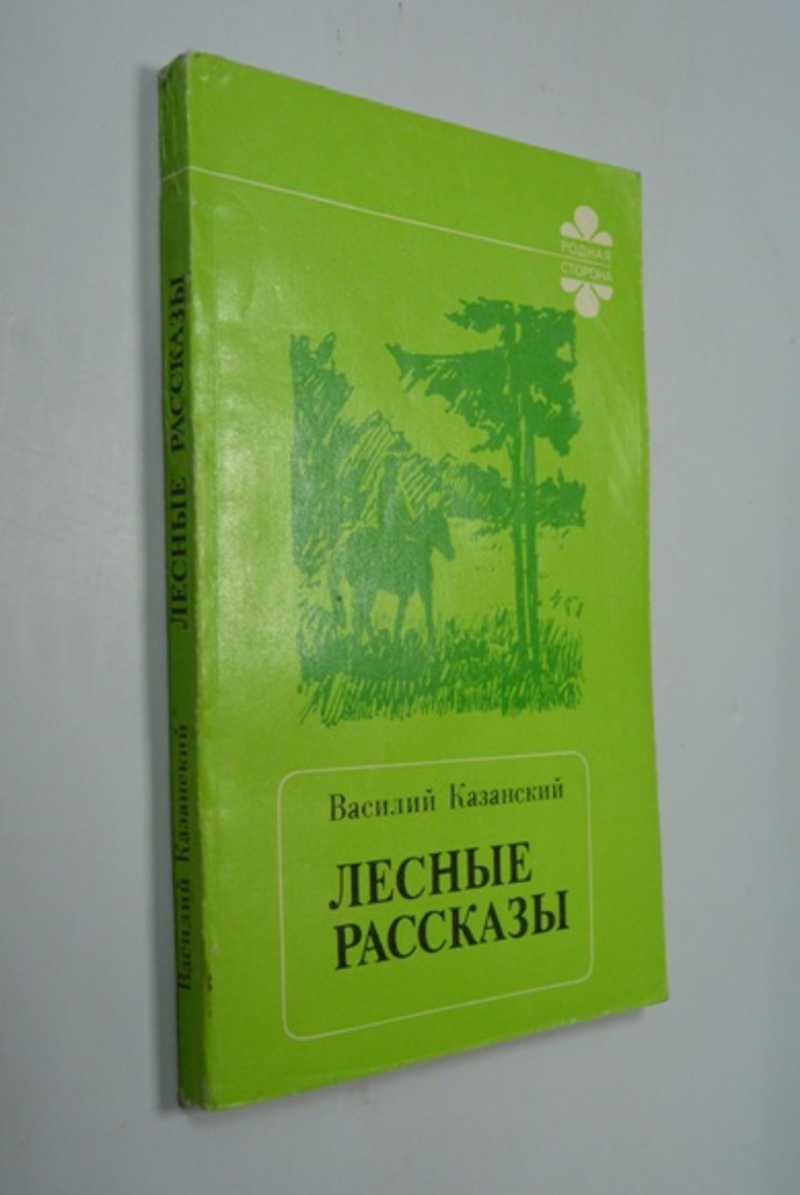 РОДНАЯ
СТОРОНА
Василий Казанский
ЛЕСНЫЕ
РАССКАЗЫ
Василий Казанский ЛЕСНЫЕ РАССКАЗЫ